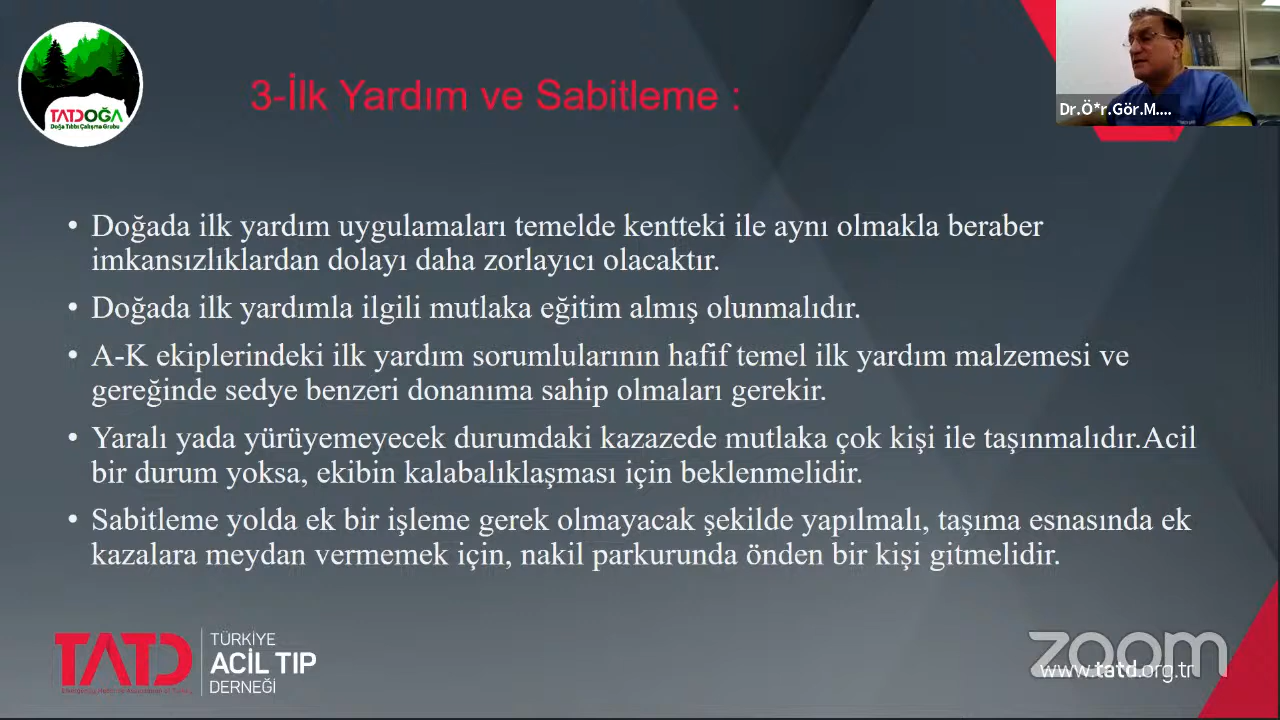 TATDOĞA
Doğa Tıbbı Çalışma Grubu
3-İlk Yardım ve Sabitleme :
Dr.Ö*r.Gör.M....
• Doğada ilk yardım uygulamaları temelde kentteki ile aynı olmakla beraber
imkansızlıklardan dolayı daha zorlayıcı olacaktır.
• Doğada ilk yardımla ilgili mutlaka eğitim almış olunmalıdır.
• A-K ekiplerindeki ilk yardım sorumlularının hafif temel ilk yardım malzemesi ve
gereğinde sedye benzeri donanıma sahip olmaları gerekir.
• Yaralı yada yürüyemeyecek durumdaki kazazede mutlaka çok kişi ile taşınmalıdır.Acil
bir durum yoksa, ekibin kalabalıklaşması için beklenmelidir.
• Sabitleme yolda ek bir işleme gerek olmayacak şekilde yapılmalı, taşıma esnasında ek
kazalara meydan vermemek için, nakil parkurunda önden bir kişi gitmelidir.
TATD
Emergency Medicine Association of Turkey
TÜRKİYE
ACİL TIP
DERNEĞİ
zoom
www.tatd.org.tr